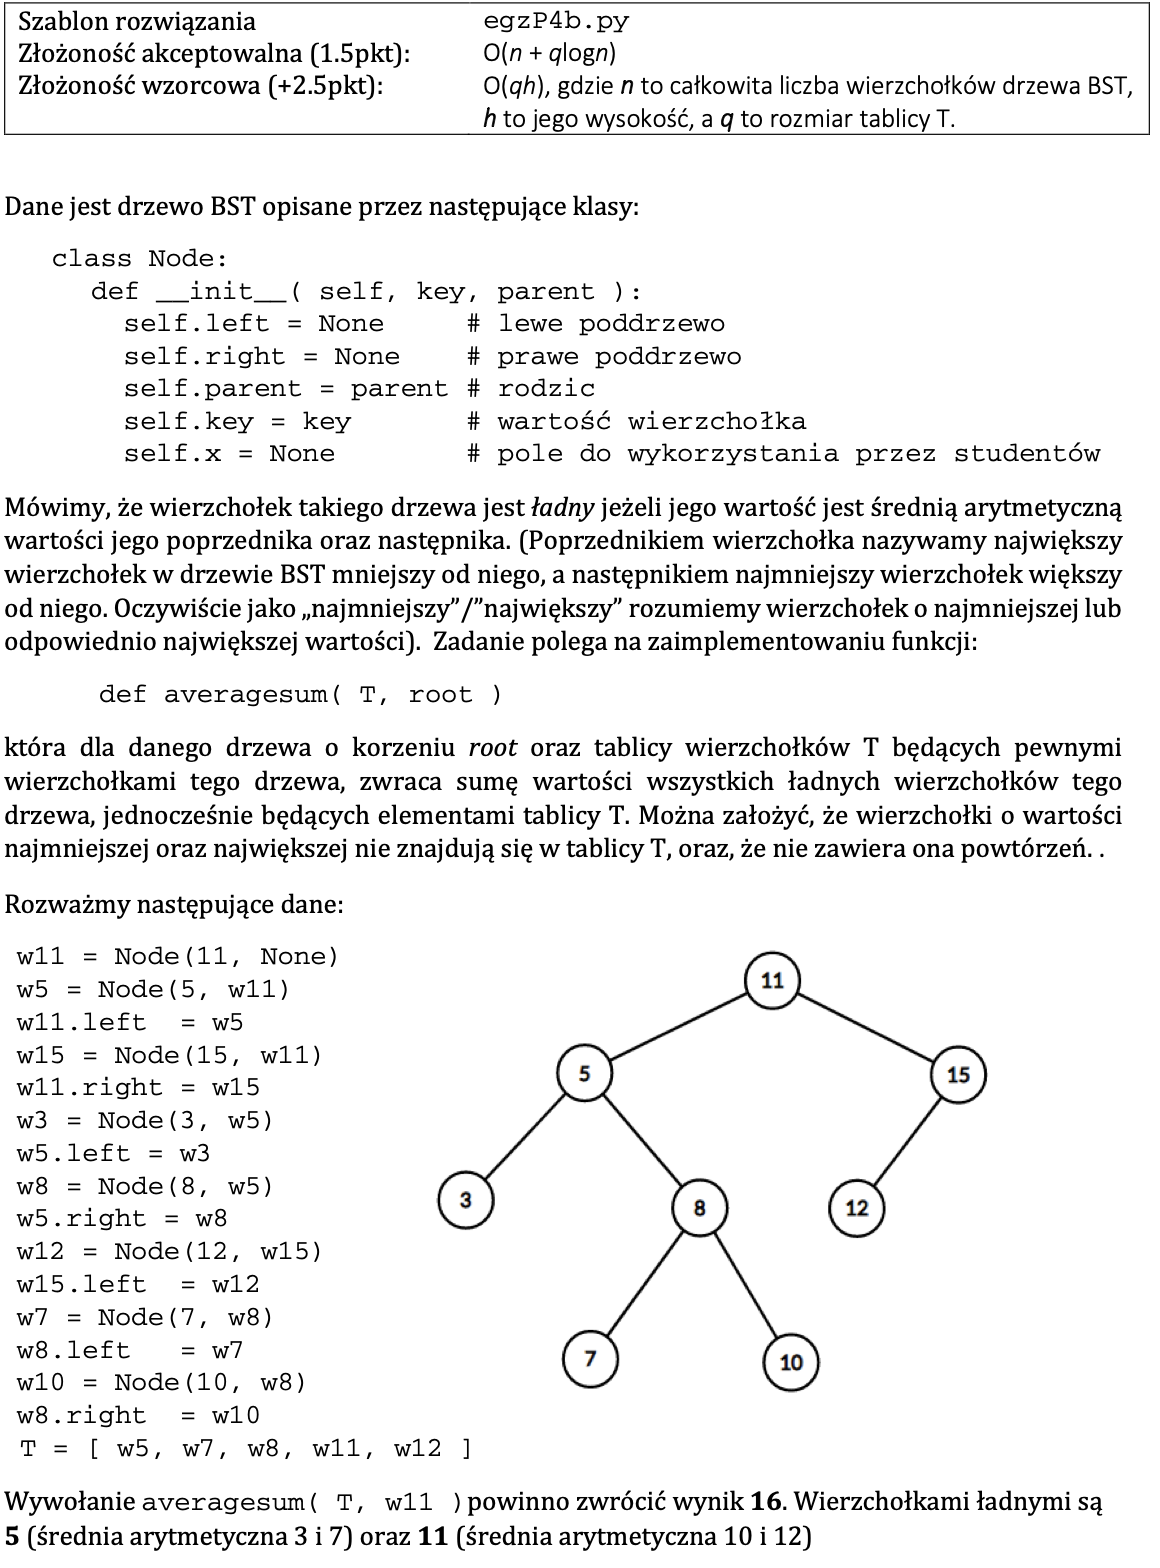 Szablon rozwiązania egzP4b.py
Złożoność akceptowalna (1.5pkt): O(n + qlogn)
Złożoność wzorcowa (+2.5pkt): O(qh), gdzie n to całkowita liczba wierzchołków drzewa BST,
h to jego wysokość, a q to rozmiar tablicy T.
Dane jest drzewo BST opisane przez następujące klasy:
class Node:
def __init__( self, key, parent ):
self.left = None # lewe poddrzewo
self.right = None # prawe poddrzewo
self.parent = parent # rodzic
self.key = key # wartość wierzchołka
self.x = None # pole do wykorzystania przez studentów
Mówimy, że wierzchołek takiego drzewa jest ładny jeżeli jego wartość jest średnią arytmetyczną
wartości jego poprzednika oraz następnika. (Poprzednikiem wierzchołka nazywamy największy
wierzchołek w drzewie BST mniejszy od niego, a następnikiem najmniejszy wierzchołek większy
od niego. Oczywiście jako „najmniejszy”/”największy” rozumiemy wierzchołek o najmniejszej lub
odpowiednio największej wartości). Zadanie polega na zaimplementowaniu funkcji:
def averagesum( T, root )
która dla danego drzewa o korzeniu root oraz tablicy wierzchołków T będących pewnymi
wierzchołkami tego drzewa, zwraca sumę wartości wszystkich ładnych wierzchołków tego
drzewa, jednocześnie będących elementami tablicy T. Można założyć, że wierzchołki o wartości
najmniejszej oraz największej nie znajdują się w tablicy T, oraz, że nie zawiera ona powtórzeń. .
Rozważmy następujące dane:
w11 = Node(11, None)
w5 = Node(5, w11)
w11.left = w5
w15 = Node(15, w11)
w11.right = w15
w3 = Node(3, w5)
w5.left = w3
w8 = Node(8, w5)
w5.right = w8
w12 = Node(12, w15)
w15.left = w12
w7 = Node(7, w8)
w8.left = w7
w10 = Node(10, w8)
w8.right = w10
T = [ w5, w7, w8, w11, w12 ]
11
5 15
3 8 12
7 10
Wywołanie averagesum( T, w11 )powinno zwrócić wynik 16. Wierzchołkami ładnymi są
5 (średnia arytmetyczna 3 i 7) oraz 11 (średnia arytmetyczna 10 i 12)